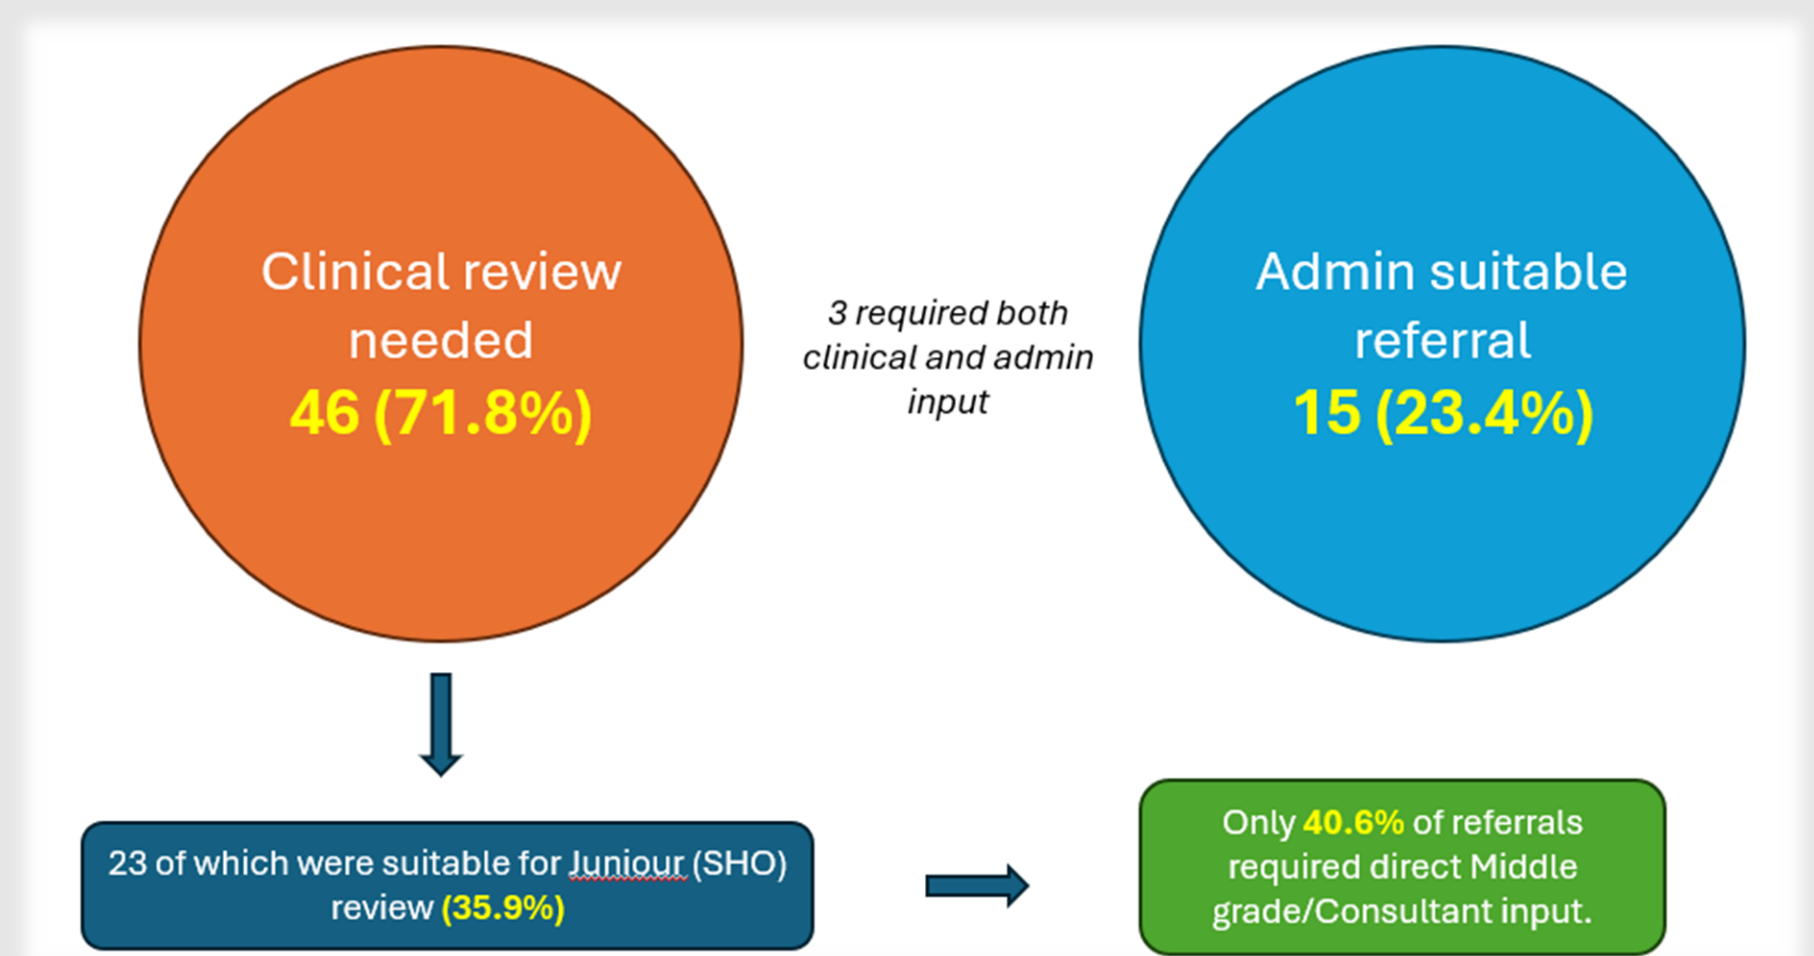 Clinical review
needed
46 (71.8%)
3 required both
clinical and admin
input
Admin suitable
referral
15 (23.4%)
23 of which were suitable for Juniour (SHO)
review (35.9%)
Only 40.6% of referrals
required direct Middle
grade/Consultant input.